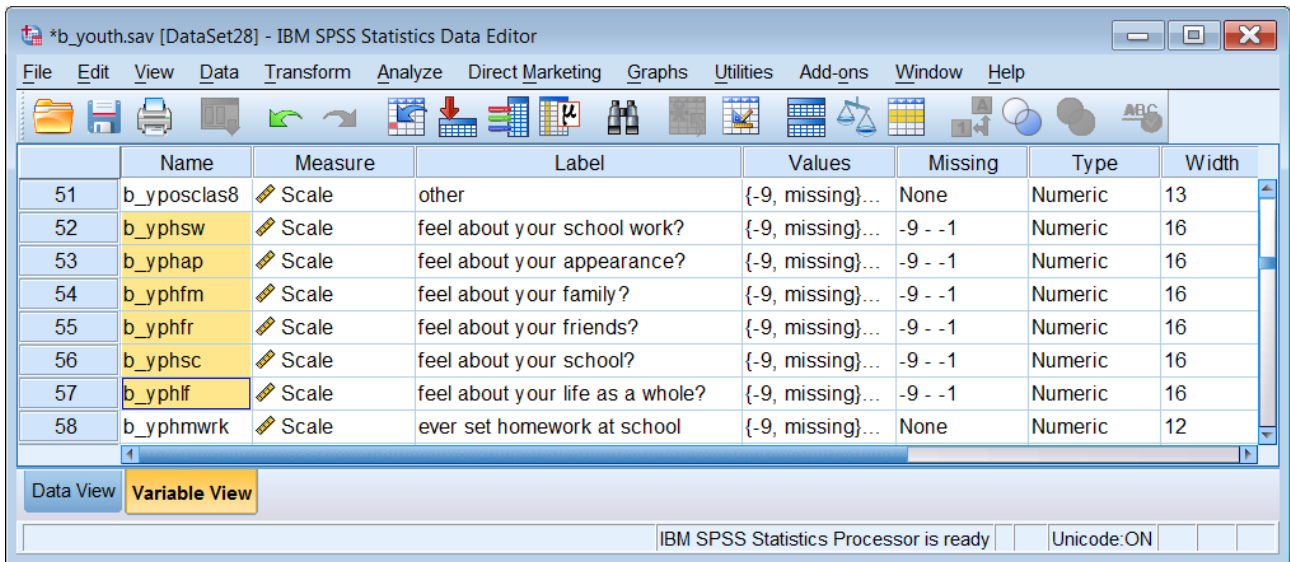 *b_youth.sav [DataSet28] - IBM SPSS Statistics Data Editor
File Edit View Data Transform Analyze Direct Marketing Graphs Utilities Add-ons Window Help
Name Measure Label Values Missing Type Width
51 b_yposclas8 Scale other {-9, missing}... None Numeric 13
52 b_yphsw Scale feel about your school work? {-9, missing}... -9 - -1 Numeric 16
53 b_yphap Scale feel about your appearance? {-9, missing}... -9 - -1 Numeric 16
54 b_yphfm Scale feel about your family? {-9, missing}... -9 - -1 Numeric 16
55 b_yphfr Scale feel about your friends? {-9, missing}... -9 - -1 Numeric 16
56 b_yphsc Scale feel about your school? {-9, missing}... -9 - -1 Numeric 16
57 b_yphlf Scale feel about your life as a whole? {-9, missing}... -9 - -1 Numeric 16
58 b_yphmwrk Scale ever set homework at school {-9, missing}... None Numeric 12
Data View Variable View
IBM SPSS Statistics Processor is ready Unicode:ON